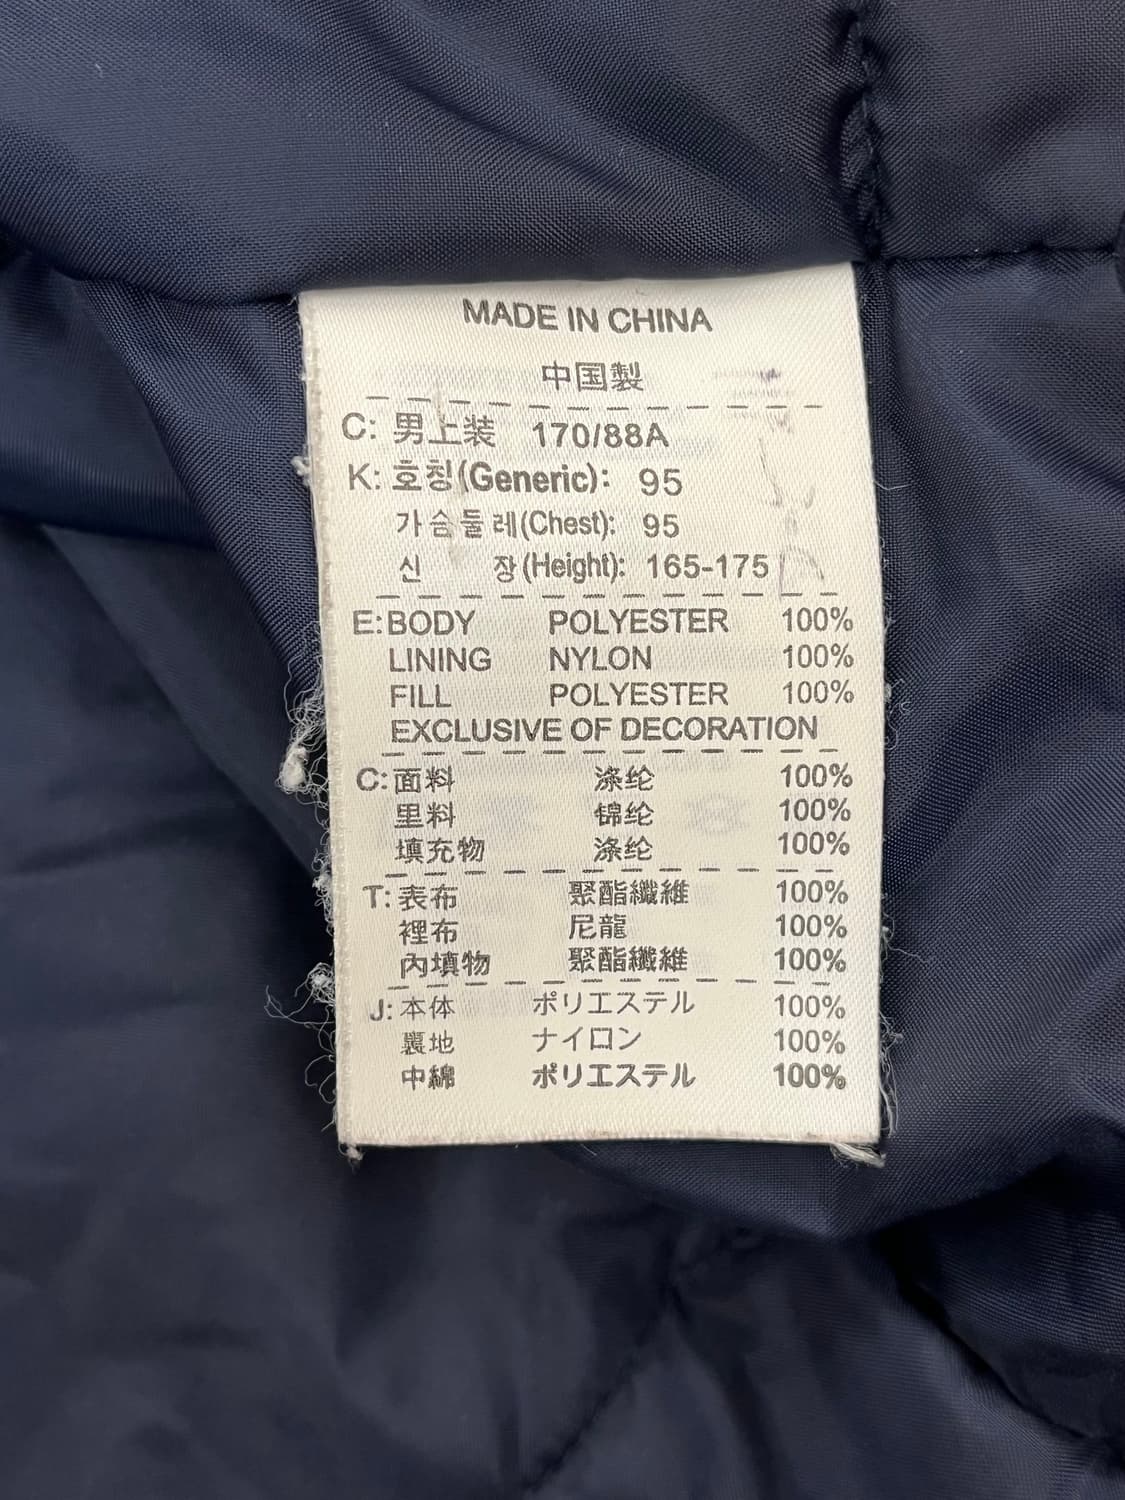 MADE IN CHINA
中国製
C: 男上装 170/88A
K: 호칭(Generic): 95
가슴둘레(Chest): 95
신 장(Height): 165-175
E: BODY POLYESTER 100%
LINING NYLON 100%
FILL POLYESTER 100%
EXCLUSIVE OF DECORATION
C: 面料 涤纶 100%
里料 锦纶 100%
填充物 涤纶 100%
T: 表布 聚酯纖維 100%
裡布 尼龍 100%
內填物 聚酯纖維 100%
J: 本体 ポリエステル 100%
裏地 ナイロン 100%
中綿 ポリエステル 100%